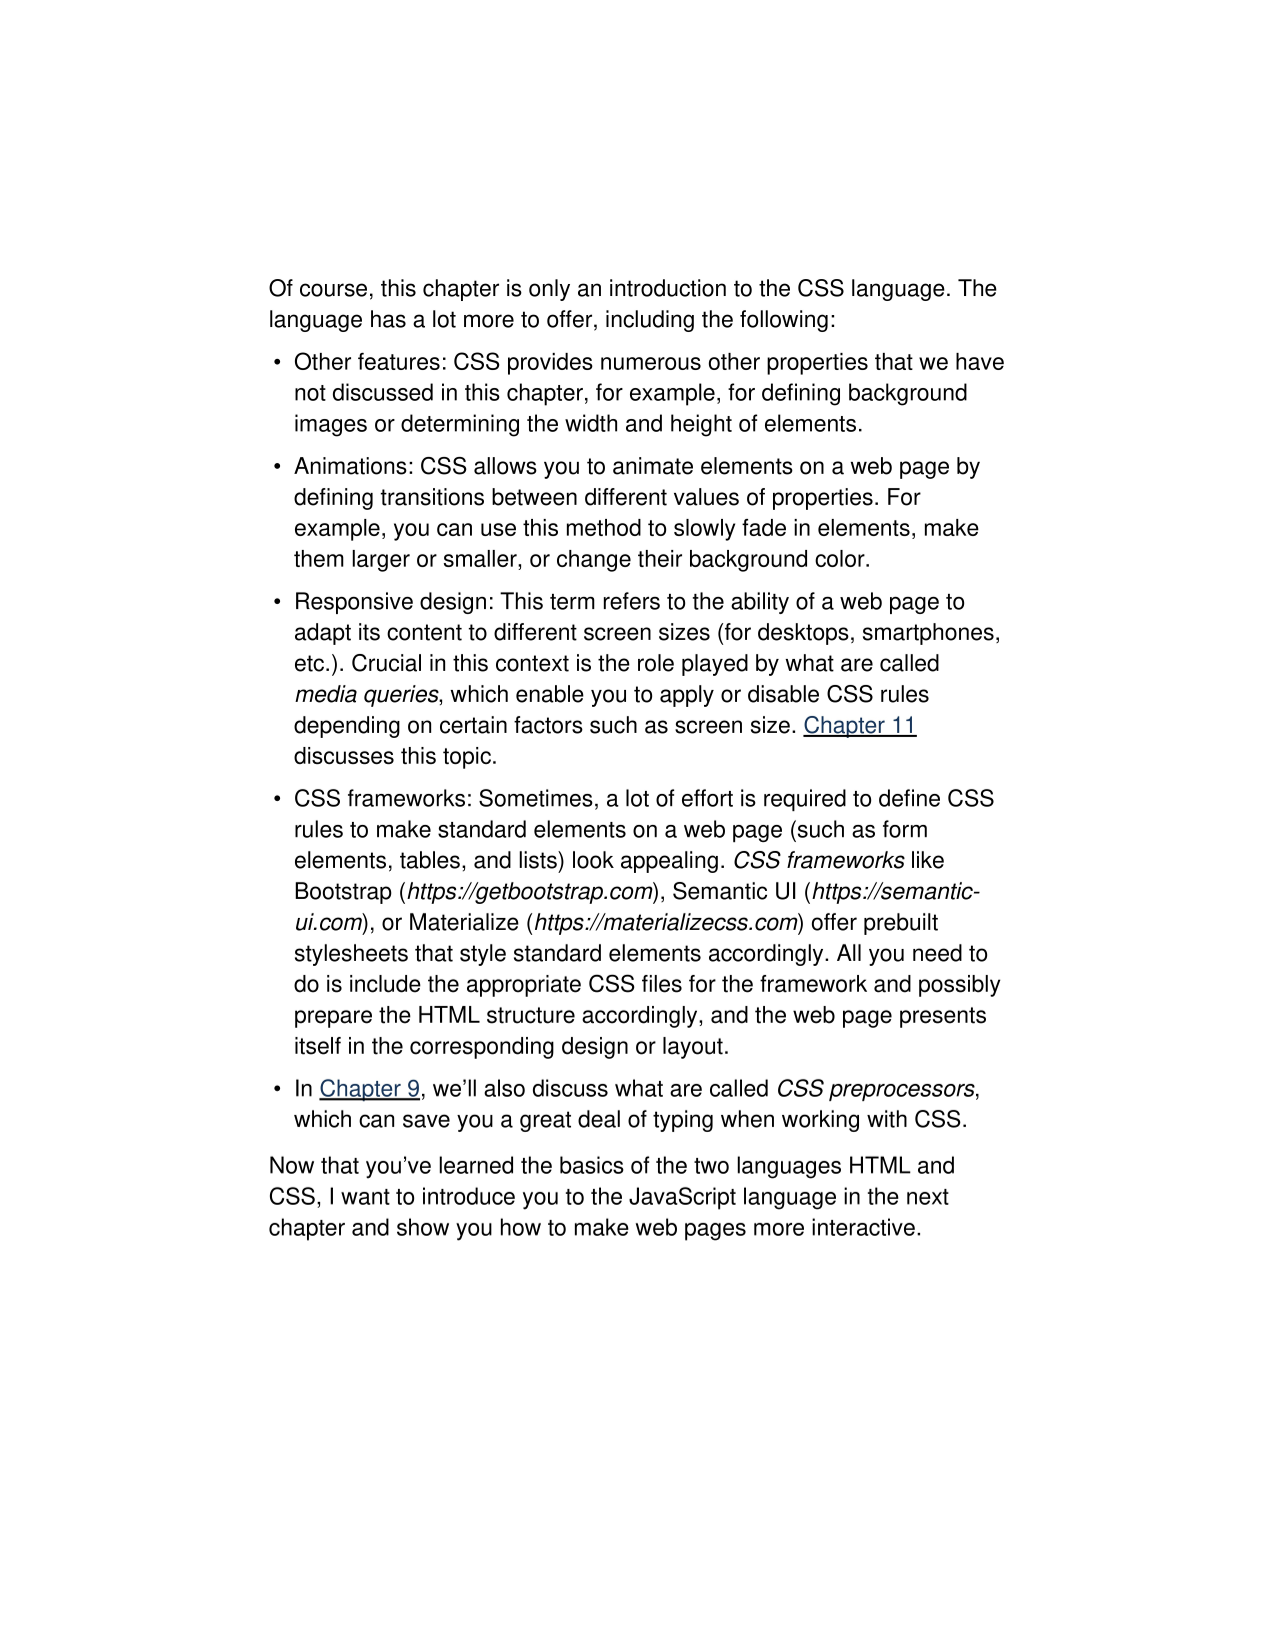 Of course, this chapter is only an introduction to the CSS language. The
language has a lot more to offer, including the following:
• Other features: CSS provides numerous other properties that we have
not discussed in this chapter, for example, for defining background
images or determining the width and height of elements.
• Animations: CSS allows you to animate elements on a web page by
defining transitions between different values of properties. For
example, you can use this method to slowly fade in elements, make
them larger or smaller, or change their background color.
• Responsive design: This term refers to the ability of a web page to
adapt its content to different screen sizes (for desktops, smartphones,
etc.). Crucial in this context is the role played by what are called
media queries, which enable you to apply or disable CSS rules
depending on certain factors such as screen size. Chapter 11
discusses this topic.
• CSS frameworks: Sometimes, a lot of effort is required to define CSS
rules to make standard elements on a web page (such as form
elements, tables, and lists) look appealing. CSS frameworks like
Bootstrap (https://getbootstrap.com), Semantic UI (https://semantic-
ui.com), or Materialize (https://materializecss.com) offer prebuilt
stylesheets that style standard elements accordingly. All you need to
do is include the appropriate CSS files for the framework and possibly
prepare the HTML structure accordingly, and the web page presents
itself in the corresponding design or layout.
• In Chapter 9, we’ll also discuss what are called CSS preprocessors,
which can save you a great deal of typing when working with CSS.
Now that you’ve learned the basics of the two languages HTML and
CSS, I want to introduce you to the JavaScript language in the next
chapter and show you how to make web pages more interactive.